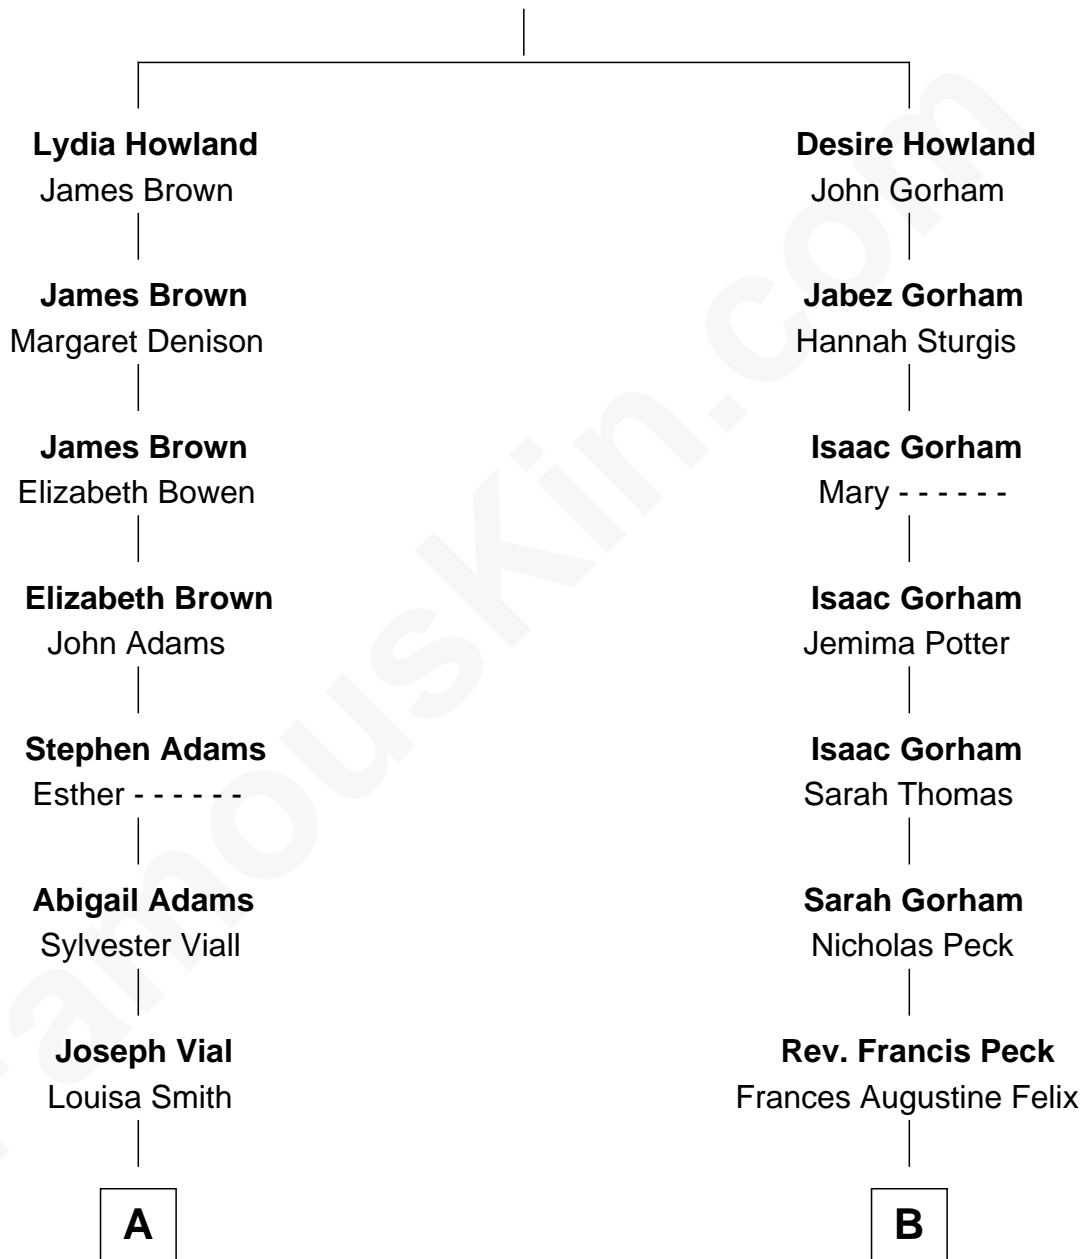 Lydia Howland
James Brown
James Brown
Margaret Denison
James Brown
Elizabeth Bowen
Elizabeth Brown
John Adams
Stephen Adams
Esther - - - - - -
Abigail Adams
Sylvester Viall
Joseph Vial
Louisa Smith
A
Desire Howland
John Gorham
Jabez Gorham
Hannah Sturgis
Isaac Gorham
Mary - - - - - -
Isaac Gorham
Jemima Potter
Isaac Gorham
Sarah Thomas
Sarah Gorham
Nicholas Peck
Rev. Francis Peck
Frances Augustine Felix
B
FamousKin.com